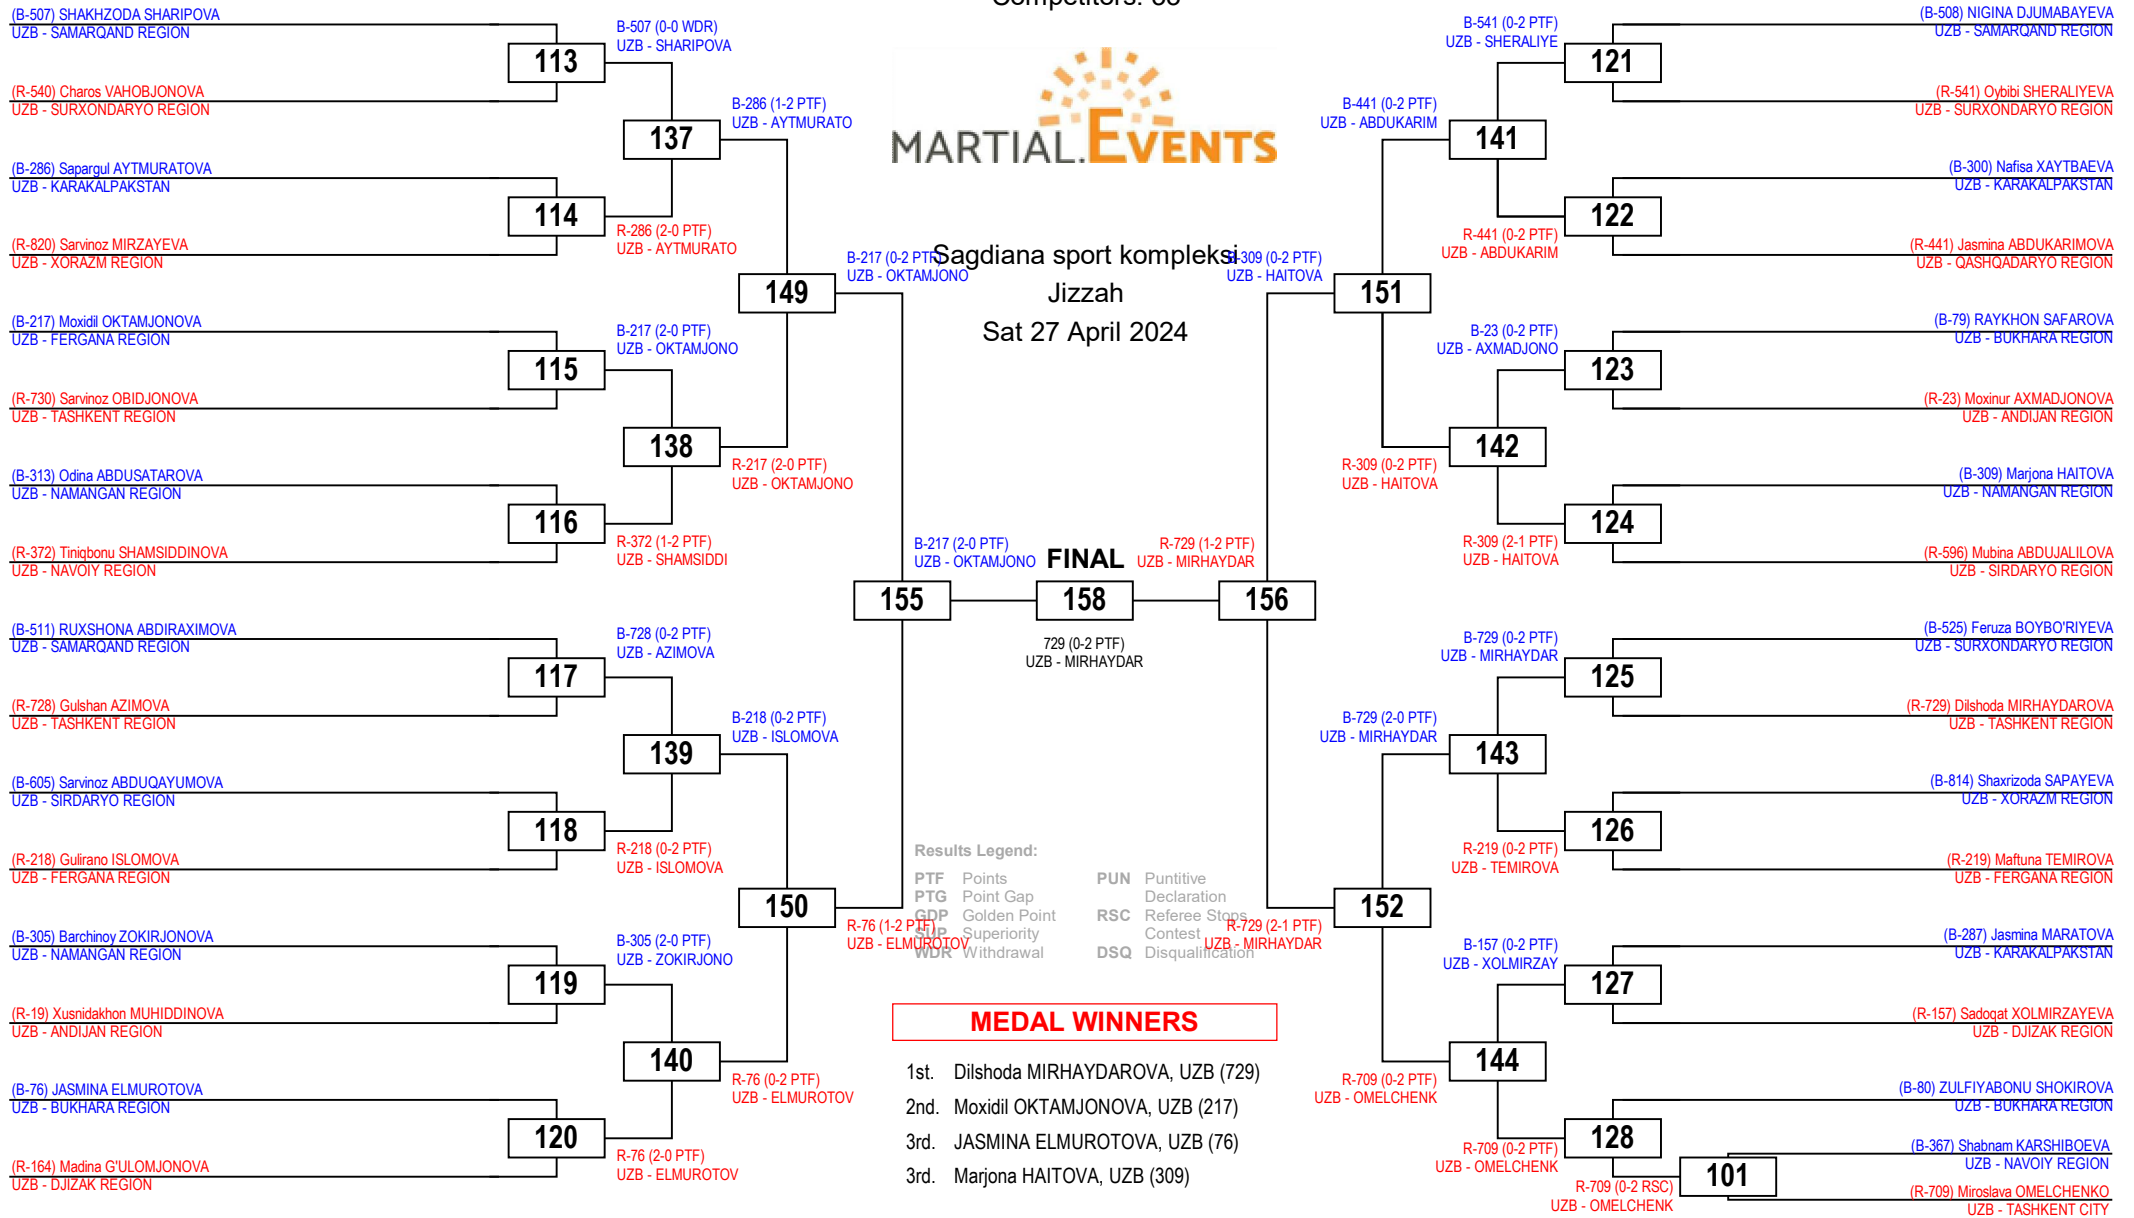 (B-507) SHAKHZODA SHARIPOVA
UZB - SAMARQAND REGION
113
(R-540) Charos VAHOBJONOVA
UZB - SURXONDARYO REGION
B-507 (0-0 WDR)
UZB - SHARIPOVA
137
(B-286) Sapargul AYTMURATOVA
UZB - KARAKALPAKSTAN
114
(R-820) Sarvinoz MIRZAYEVA
UZB - XORAZM REGION
R-286 (2-0 PTF)
UZB - AYTMURATO
B-286 (1-2 PTF)
UZB - AYTMURATO
149
(B-217) Moxidil OKTAMJONOVA
UZB - FERGANA REGION
115
(R-730) Sarvinoz OBIDJONOVA
UZB - TASHKENT REGION
B-217 (2-0 PTF)
UZB - OKTAMJONO
138
(B-313) Odina ABDUSATAROVA
UZB - NAMANGAN REGION
116
(R-372) Tiniqbonu SHAMSIDDINOVA
UZB - NAVOIY REGION
R-372 (1-2 PTF)
UZB - SHAMSIDDI
R-217 (2-0 PTF)
UZB - OKTAMJONO
B-217 (0-2 PTF)
UZB - OKTAMJONO
155
(B-511) RUXSHONA ABDIRAXIMOVA
UZB - SAMARQAND REGION
117
(R-728) Gulshan AZIMOVA
UZB - TASHKENT REGION
B-728 (0-2 PTF)
UZB - AZIMOVA
139
(B-605) Sarvinoz ABDUQAYUMOVA
UZB - SIRDARYO REGION
118
(R-218) Gulirano ISLOMOVA
UZB - FERGANA REGION
R-218 (0-2 PTF)
UZB - ISLOMOVA
B-218 (0-2 PTF)
UZB - ISLOMOVA
150
(B-305) Barchinoy ZOKIRJONOVA
UZB - NAMANGAN REGION
119
(R-19) Xusnidakhon MUHIDDINOVA
UZB - ANDIJAN REGION
B-305 (2-0 PTF)
UZB - ZOKIRJONO
140
(B-76) JASMINA ELMUROTOVA
UZB - BUKHARA REGION
120
(R-164) Madina G'ULOMJONOVA
UZB - DJIZAK REGION
R-76 (2-0 PTF)
UZB - ELMUROTOV
R-76 (0-2 PTF)
UZB - ELMUROTOV
R-76 (1-2 PTF)
UZB - ELMUROTOV
MARTIAL.EVENTS
Sagdiana sport kompleksi
Jizzah
Sat 27 April 2024
B-217 (2-0 PTF)
UZB - OKTAMJONO
FINAL
R-729 (1-2 PTF)
UZB - MIRHAYDAR
158
729 (0-2 PTF)
UZB - MIRHAYDAR
Results Legend:
PTF Points
PTG Point Gap
GDP Golden Point
SUP Superiority
WDR Withdrawal
PUN Puntitive
Declaration
RSC Referee Stops
Contest
DSQ Disqualification
MEDAL WINNERS
1st. Dilshoda MIRHAYDAROVA, UZB (729)
2nd. Moxidil OKTAMJONOVA, UZB (217)
3rd. JASMINA ELMUROTOVA, UZB (76)
3rd. Marjona HAITOVA, UZB (309)
156
B-309 (0-2 PTF)
UZB - HAITOVA
151
B-441 (0-2 PTF)
UZB - ABDUKARIM
141
B-541 (0-2 PTF)
UZB - SHERALIYE
121
(B-508) NIGINA DJUMABAYEVA
UZB - SAMARQAND REGION
(R-541) Oybibi SHERALIYEVA
UZB - SURXONDARYO REGION
R-441 (0-2 PTF)
UZB - ABDUKARIM
122
(B-300) Nafisa XAYTBAEVA
UZB - KARAKALPAKSTAN
(R-441) Jasmina ABDUKARIMOVA
UZB - QASHQADARYO REGION
R-309 (0-2 PTF)
UZB - HAITOVA
142
B-23 (0-2 PTF)
UZB - AXMADJONO
123
(B-79) RAYKHON SAFAROVA
UZB - BUKHARA REGION
(R-23) Moxinur AXMADJONOVA
UZB - ANDIJAN REGION
R-309 (2-1 PTF)
UZB - HAITOVA
124
(B-309) Marjona HAITOVA
UZB - NAMANGAN REGION
(R-596) Mubina ABDUJALILOVA
UZB - SIRDARYO REGION
R-729 (2-1 PTF)
UZB - MIRHAYDAR
152
B-729 (2-0 PTF)
UZB - MIRHAYDAR
143
B-729 (0-2 PTF)
UZB - MIRHAYDAR
125
(B-525) Feruza BOYBO'RIYEVA
UZB - SURXONDARYO REGION
(R-729) Dilshoda MIRHAYDAROVA
UZB - TASHKENT REGION
R-219 (0-2 PTF)
UZB - TEMIROVA
126
(B-814) Shaxrizoda SAPAYEVA
UZB - XORAZM REGION
(R-219) Maftuna TEMIROVA
UZB - FERGANA REGION
R-709 (0-2 PTF)
UZB - OMELCHENK
144
B-157 (0-2 PTF)
UZB - XOLMIRZAY
127
(B-287) Jasmina MARATOVA
UZB - KARAKALPAKSTAN
(R-157) Sadoqat XOLMIRZAYEVA
UZB - DJIZAK REGION
R-709 (0-2 PTF)
UZB - OMELCHENK
128
(B-80) ZULFIYABONU SHOKIROVA
UZB - BUKHARA REGION
R-709 (0-2 RSC)
UZB - OMELCHENK
101
(B-367) Shabnam KARSHIBOEVA
UZB - NAVOIY REGION
(R-709) Miroslava OMELCHENKO
UZB - TASHKENT CITY